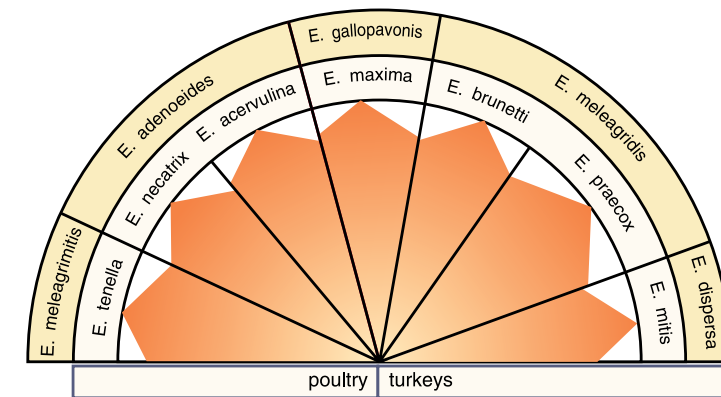 E. meleagrimitis
E. adenoeides
E. gallopavonis
E. meleagridis
E. dispersa
E. tenella
E. necatrix
E. acervulina
E. maxima
E. brunetti
E. praecox
E. mitis
poultry
turkeys